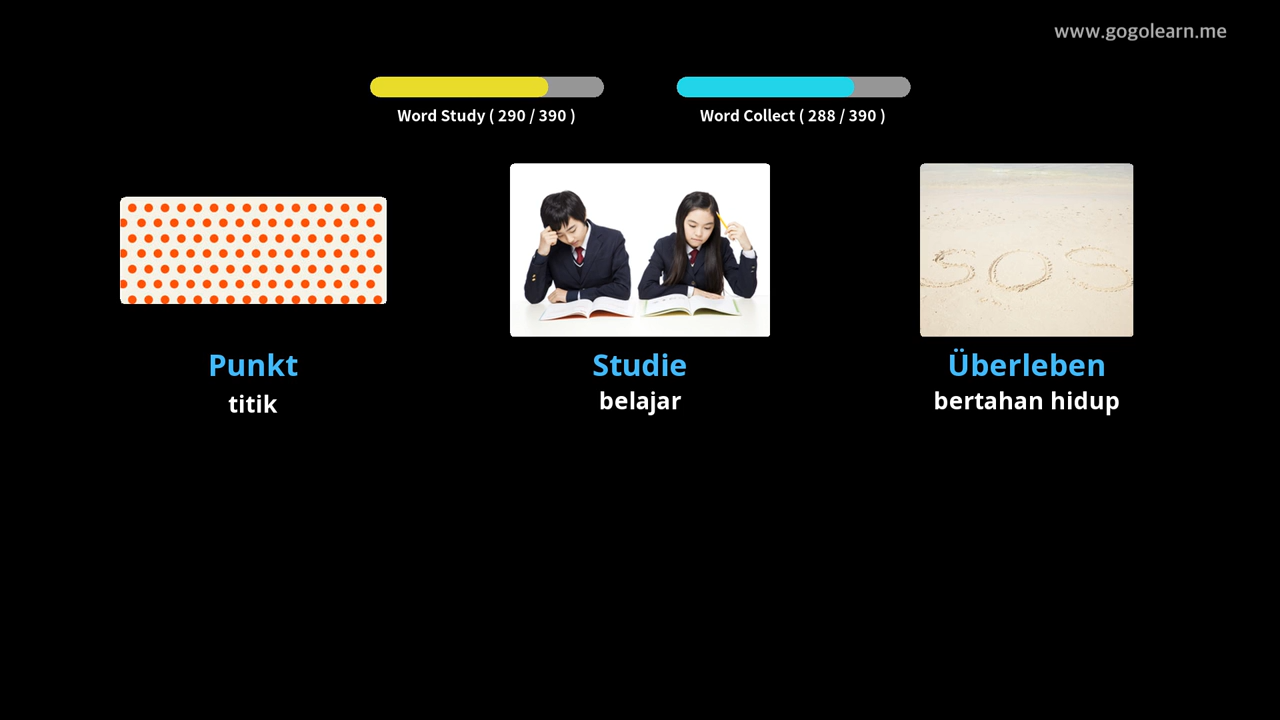 www.gogolearn.me
Word Study ( 290 / 390 )
Word Collect ( 288 / 390 )
SOS
Punkt
titik
Studie
belajar
Überleben
bertahan hidup